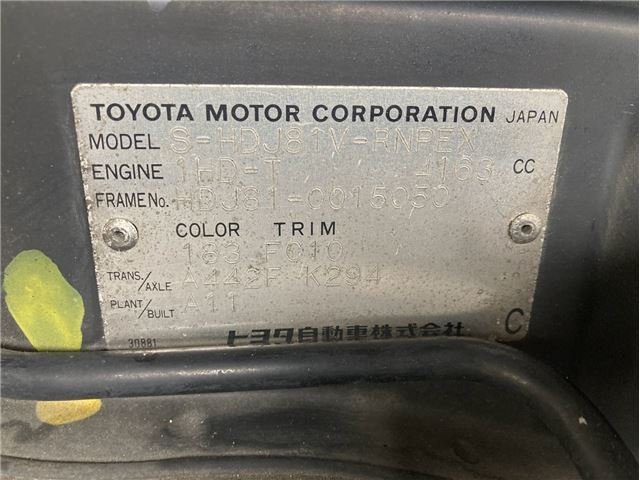 TOYOTA MOTOR CORPORATION JAPAN
MODEL S-HDJ81V-RNPEX
ENGINE 1HD-T 4163 CC
FRAME No. HDJ81-0015050
COLOR TRIM
183 FC10
TRANS./AXLE A442F K294
PLANT/BUILT A11
30881 トヨタ自動車株式会社 C